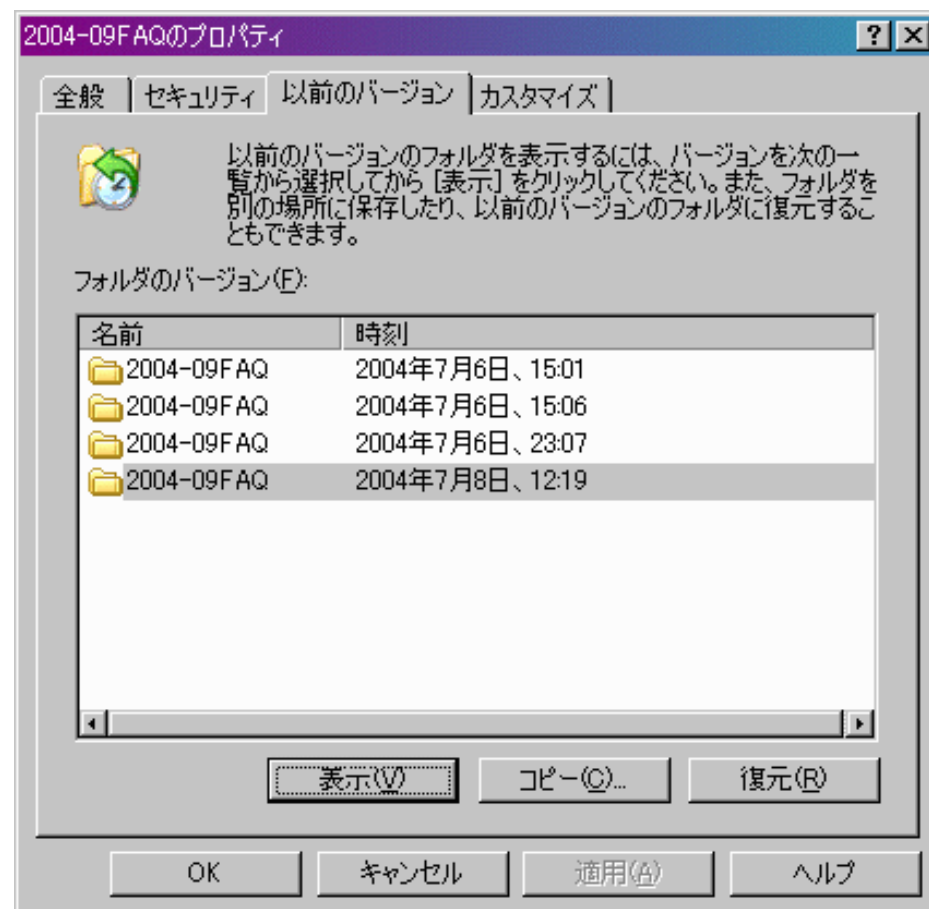 2004-09FAQのプロパティ
全般 セキュリティ 以前のバージョン カスタマイズ
以前のバージョンのフォルダを表示するには、バージョンを次の一
覧から選択してから [表示] をクリックしてください。また、フォルダを
別の場所に保存したり、以前のバージョンのフォルダに復元するこ
ともできます。
フォルダのバージョン(F):
名前 時刻
2004-09FAQ 2004年7月6日、15:01
2004-09FAQ 2004年7月6日、15:06
2004-09FAQ 2004年7月6日、23:07
2004-09FAQ 2004年7月8日、12:19
表示(V) コピー(C)... 復元(R)
OK キャンセル 適用(A) ヘルプ